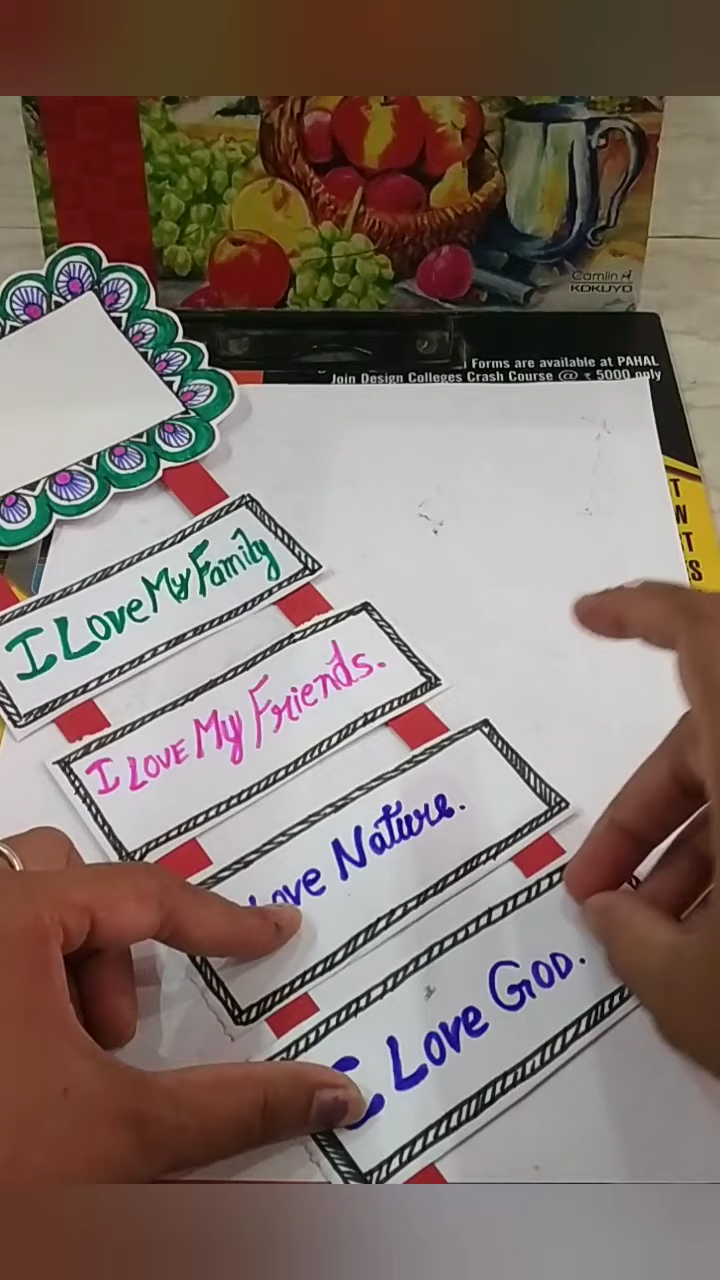 Camlin
KOKUYO
Forms are available at PAHAL
Join Design Colleges Crash Course @ ₹ 5000 only
I Love My Family
I LOVE My Friends.
Love Nature.
I Love GOD.